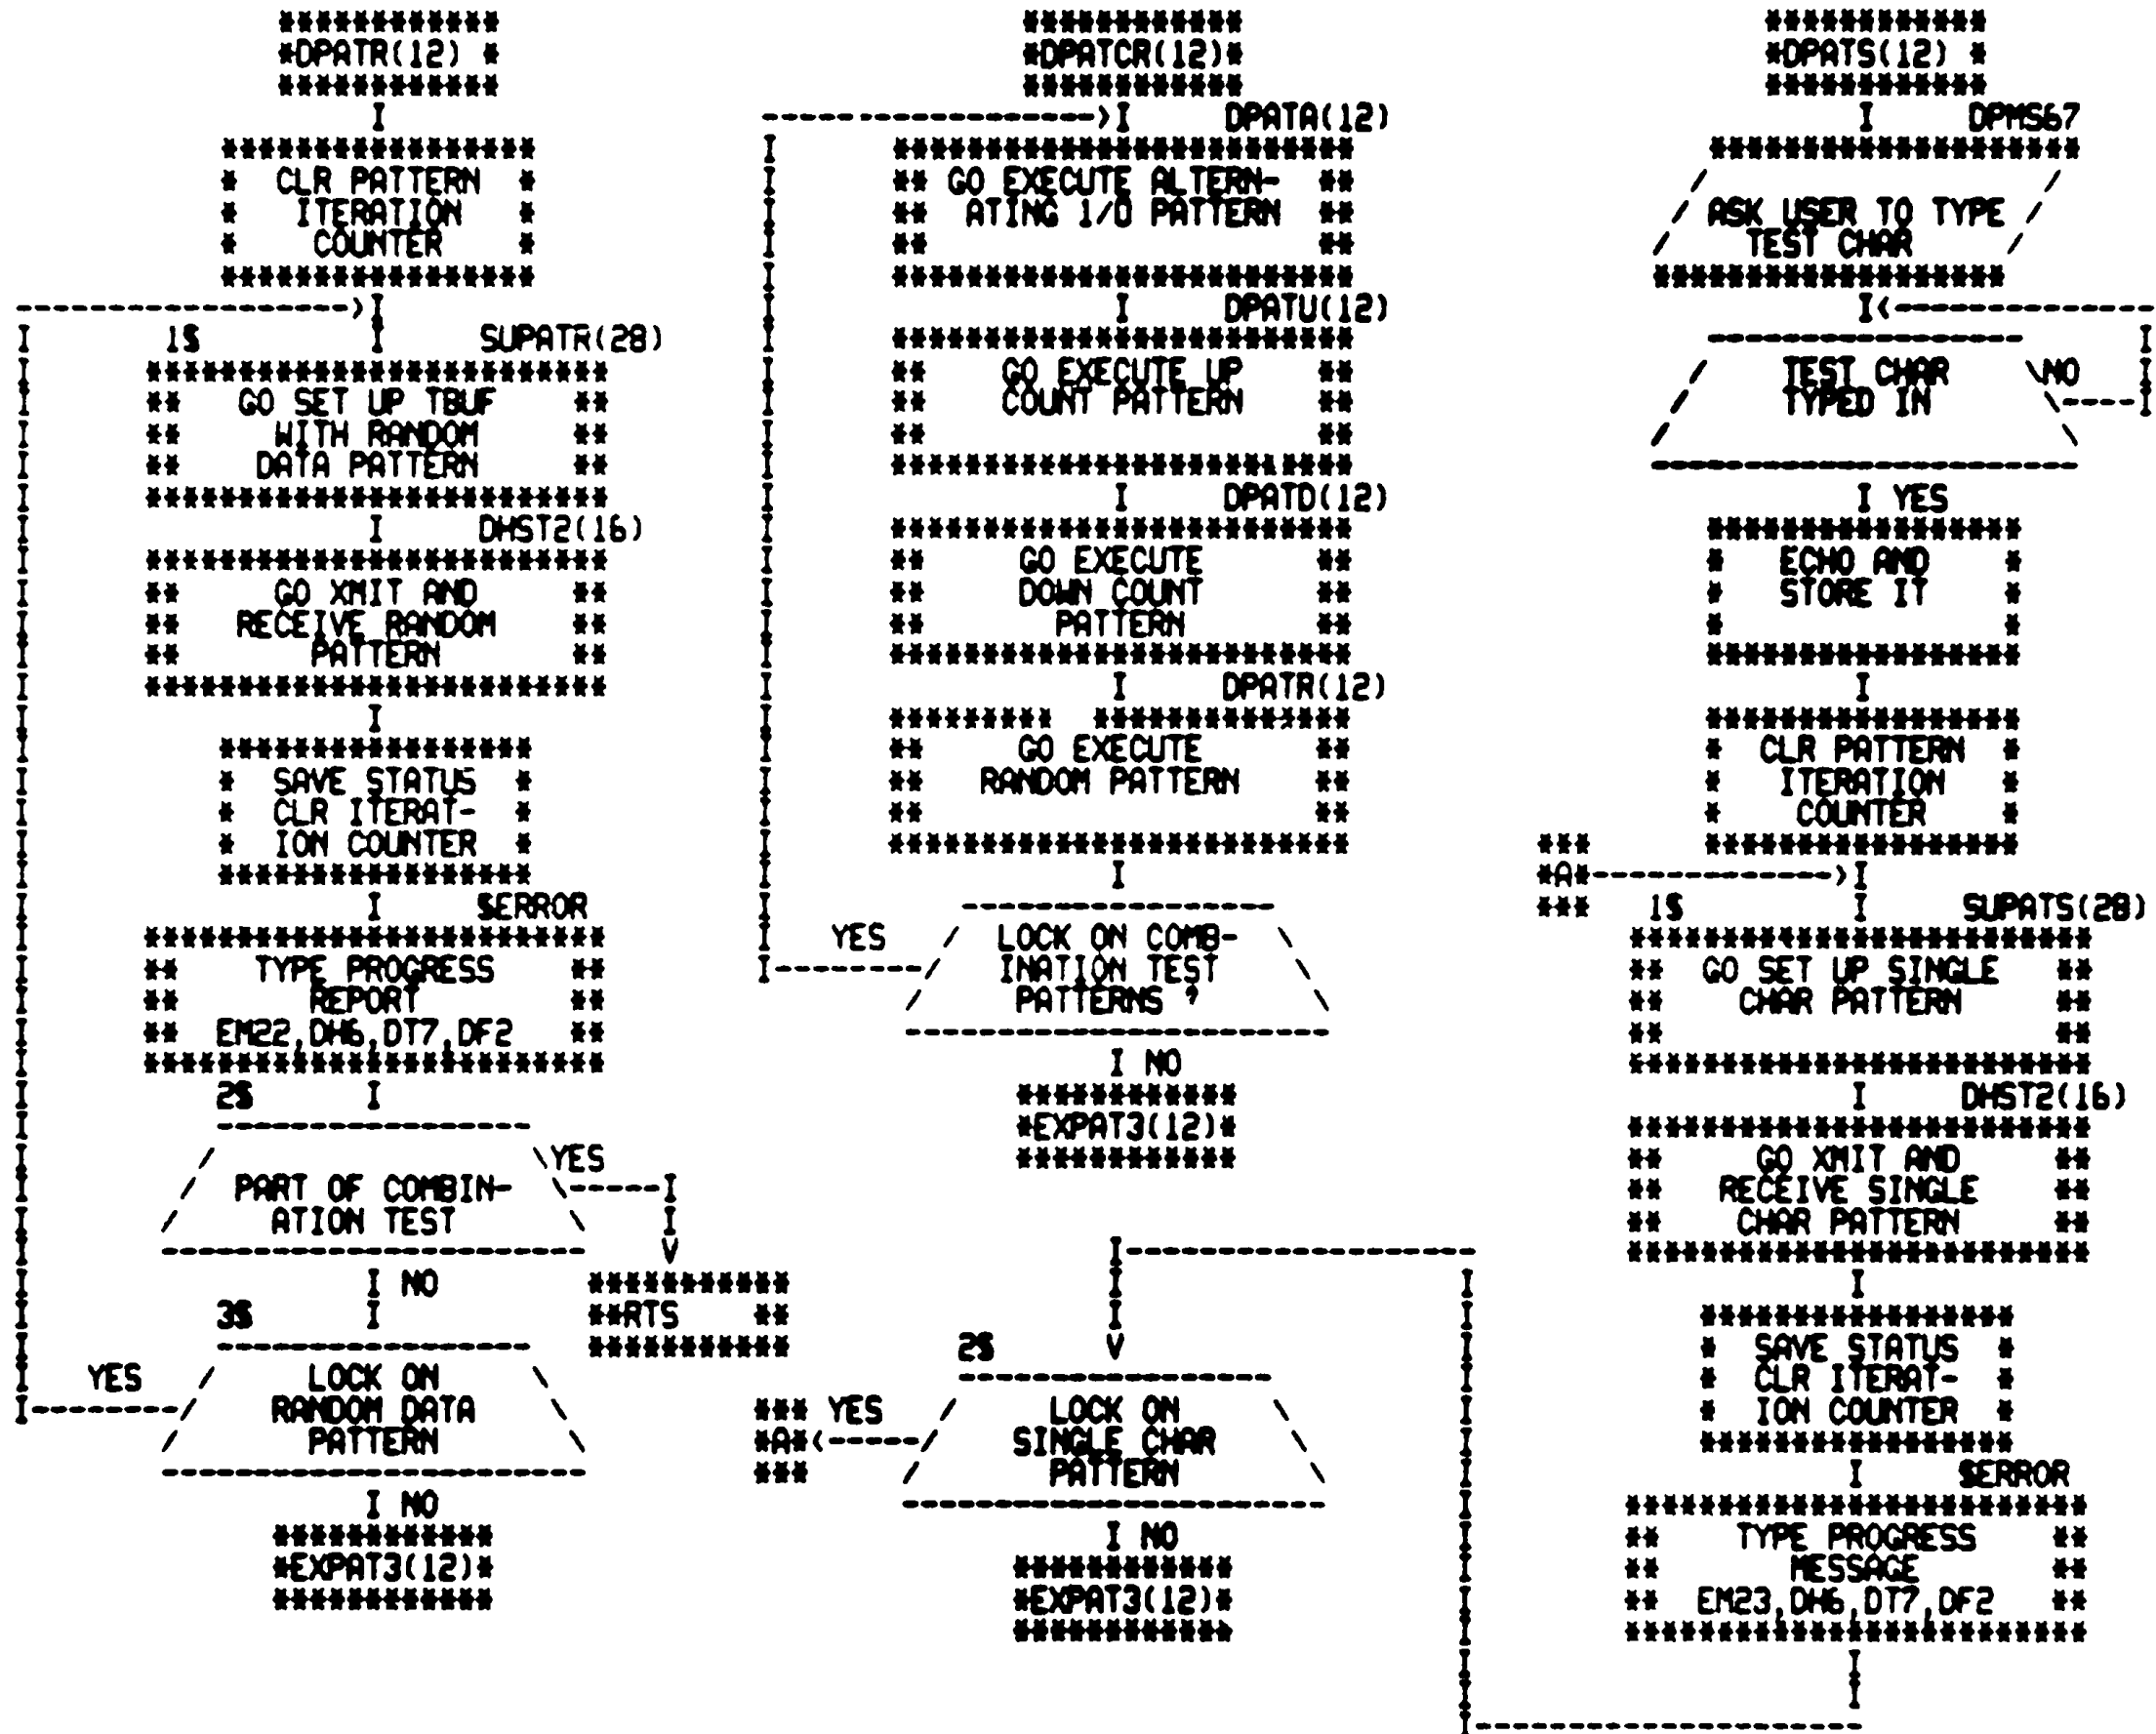 DPATR(12)
CLR PATTERN
ITERATION
COUNTER
1$
SUPATR(28)
GO SET UP TBUF
WITH RANDOM
DATA PATTERN
DHST2(16)
GO XMIT AND
RECEIVE RANDOM
PATTERN
SAVE STATUS
CLR ITERAT-
ION COUNTER
$ERROR
TYPE PROGRESS
REPORT
EM22,DH6,DT7,DF2
2$
PART OF COMBIN-
ATION TEST
YES
RTS
NO
3$
LOCK ON
RANDOM DATA
PATTERN
YES
NO
EXPAT3(12)
DPATCR(12)
DPATA(12)
GO EXECUTE ALTERN-
ATING 1/0 PATTERN
DPATU(12)
GO EXECUTE UP
COUNT PATTERN
DPATD(12)
GO EXECUTE
DOWN COUNT
PATTERN
DPATR(12)
GO EXECUTE
RANDOM PATTERN
LOCK ON COMB-
INATION TEST
PATTERNS ?
YES
NO
EXPAT3(12)
2$
LOCK ON
SINGLE CHAR
PATTERN
YES
A
NO
EXPAT3(12)
DPATS(12)
DPMS67
ASK USER TO TYPE
TEST CHAR
TEST CHAR
TYPED IN
NO
YES
ECHO AND
STORE IT
CLR PATTERN
ITERATION
COUNTER
A
1$
SUPATS(28)
GO SET UP SINGLE
CHAR PATTERN
DHST2(16)
GO XMIT AND
RECEIVE SINGLE
CHAR PATTERN
SAVE STATUS
CLR ITERAT-
ION COUNTER
$ERROR
TYPE PROGRESS
MESSAGE
EM23,DH6,DT7,DF2